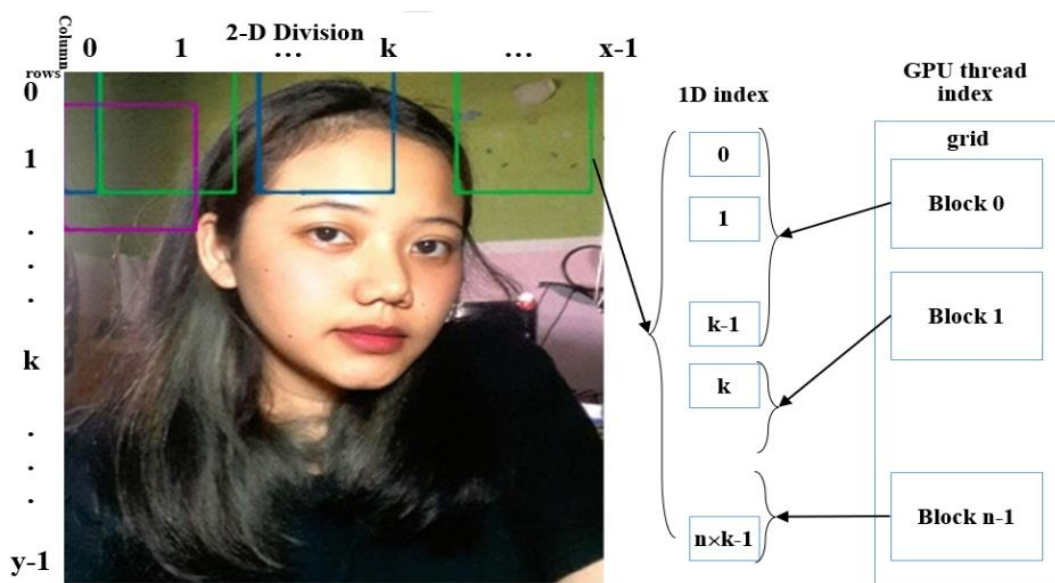 2-D Division
Column 0 1 ... k ... x-1
rows
0
1
.
.
.
k
.
.
.
y-1
1D index
0
1
k-1
k
n×k-1
GPU thread
index
grid
Block 0
Block 1
Block n-1